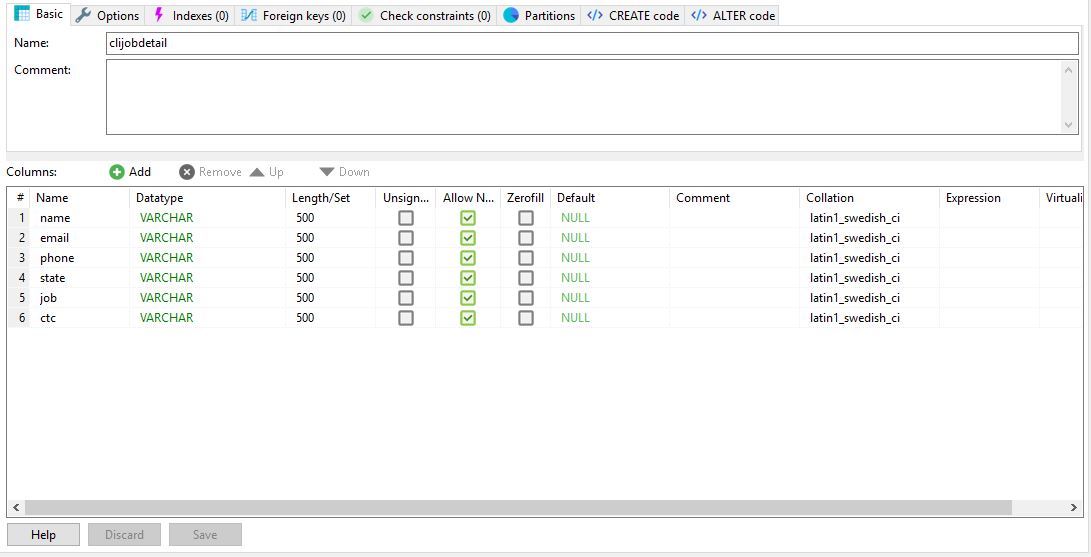 Basic Options Indexes (0) Foreign keys (0) Check constraints (0) Partitions </> CREATE code </> ALTER code
Name: clijobdetail
Comment:
Columns: Add Remove Up Down
# Name Datatype Length/Set Unsign... Allow N... Zerofill Default Comment Collation Expression Virtuali
1 name VARCHAR 500 NULL latin1_swedish_ci
2 email VARCHAR 500 NULL latin1_swedish_ci
3 phone VARCHAR 500 NULL latin1_swedish_ci
4 state VARCHAR 500 NULL latin1_swedish_ci
5 job VARCHAR 500 NULL latin1_swedish_ci
6 ctc VARCHAR 500 NULL latin1_swedish_ci
Help Discard Save